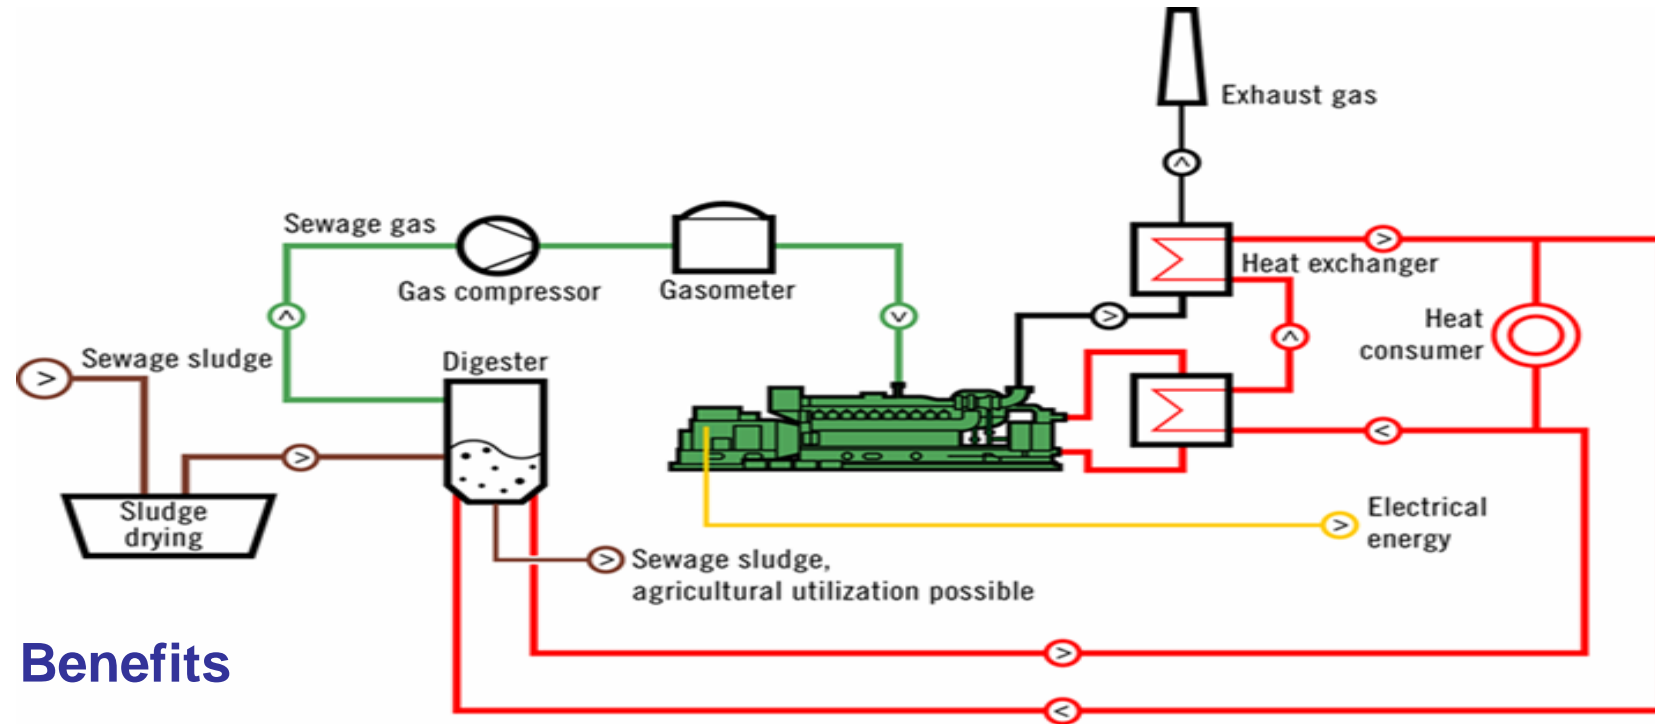 Exhaust gas
Sewage gas
Gas compressor
Gasometer
Heat exchanger
Heat
consumer
Sewage sludge
Digester
Sludge
drying
Electrical
energy
Sewage sludge,
agricultural utilization possible
Benefits